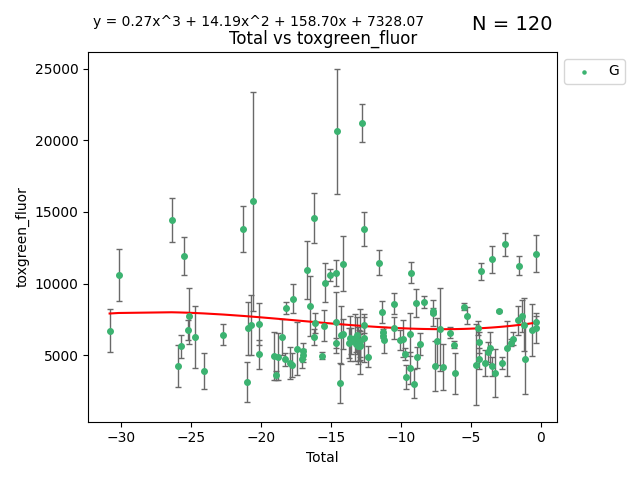 y = 0.27x^3 + 14.19x^2 + 158.70x + 7328.07
N = 120
Total vs toxgreen_fluor
G
25000
20000
15000
10000
5000
toxgreen_fluor
−30
−25
−20
−15
−10
−5
0
Total